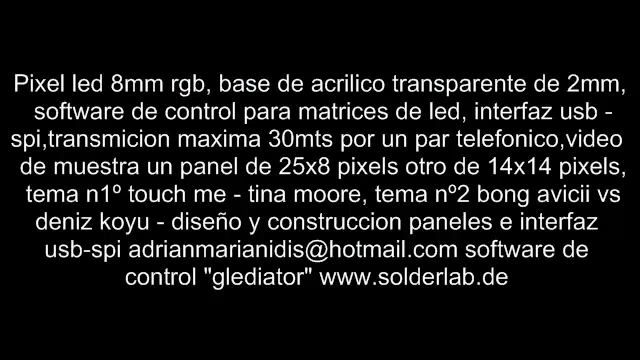 Pixel led 8mm rgb, base de acrilico transparente de 2mm,
software de control para matrices de led, interfaz usb -
spi,transmicion maxima 30mts por un par telefonico,video
de muestra un panel de 25x8 pixels otro de 14x14 pixels,
tema n1º touch me - tina moore, tema nº2 bong avicii vs
deniz koyu - diseño y construccion paneles e interfaz
usb-spi adrianmarianidis@hotmail.com software de
control "glediator" www.solderlab.de